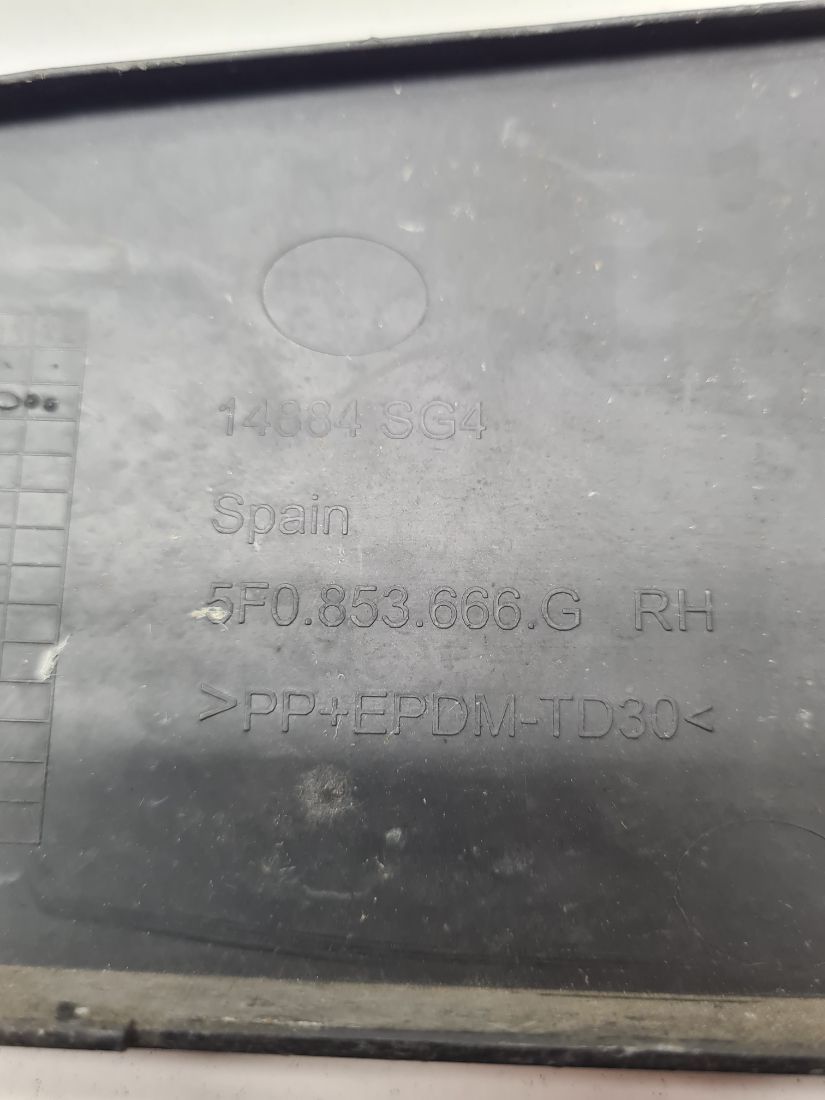 14884 SG4
Spain
5F0.853.666.G RH
>PP+EPDM-TD30<